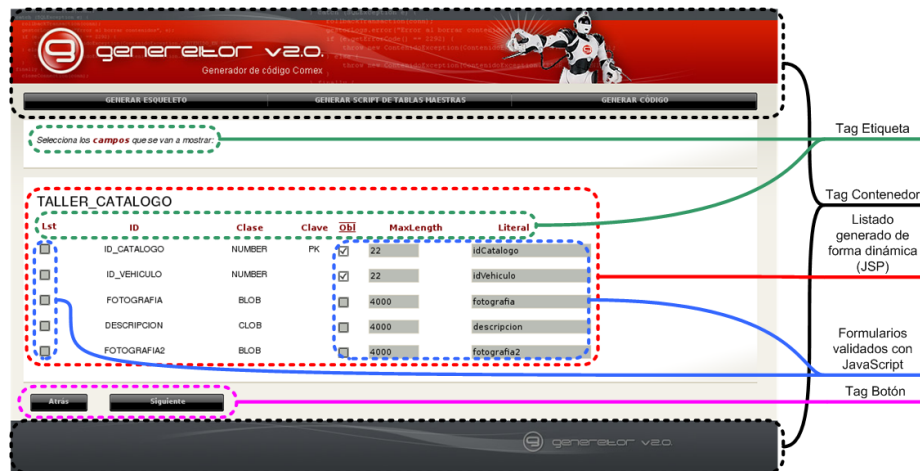 genereitor v2.0.
Generador de código Comex
GENERAR ESQUELETO GENERAR SCRIPT DE TABLAS MAESTRAS GENERAR CÓDIGO
Selecciona los campos que se van a mostrar:
Tag Etiqueta
Tag Contenedor
Listado
generado de
forma dinámica
(JSP)
Formularios
validados con
JavaScript
Tag Botón
TALLER_CATALOGO
Lst ID Clase Clave Obl MaxLength Literal
ID_CATALOGO NUMBER PK 22 idCatalogo
ID_VEHICULO NUMBER 22 idVehiculo
FOTOGRAFIA BLOB 4000 fotografia
DESCRIPCION CLOB 4000 descripcion
FOTOGRAFIA2 BLOB 4000 fotografia2
Atrás Siguiente
genereitor v2.0.